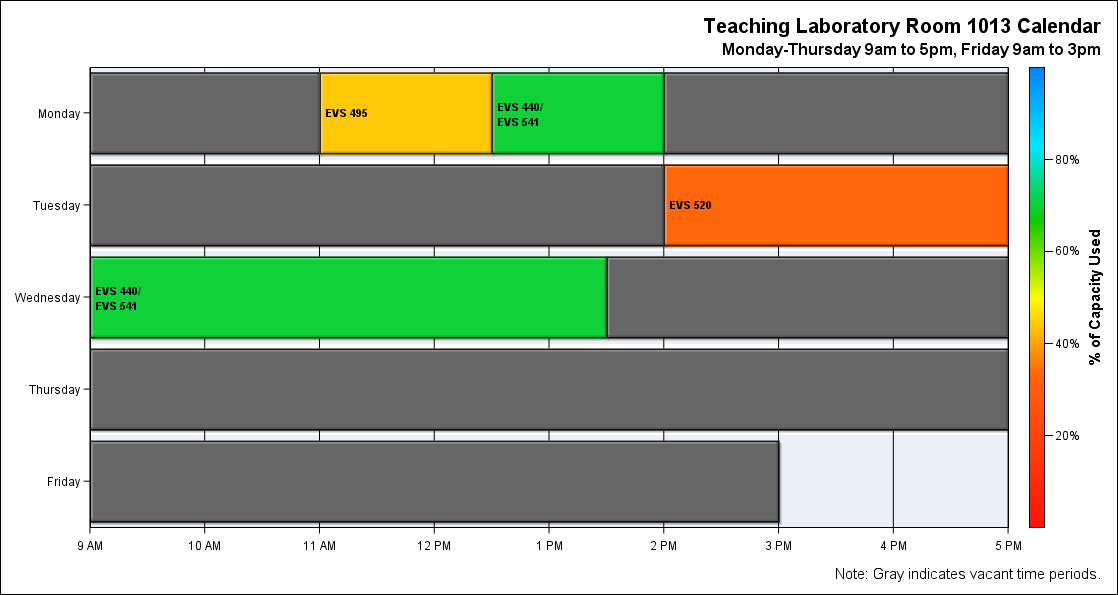 Teaching Laboratory Room 1013 Calendar
Monday-Thursday 9am to 5pm, Friday 9am to 3pm
Monday
EVS 495
EVS 440/
EVS 541
Tuesday
EVS 520
Wednesday
EVS 440/
EVS 541
Thursday
Friday
9 AM
10 AM
11 AM
12 PM
1 PM
2 PM
3 PM
4 PM
5 PM
80%
60%
40%
20%
% of Capacity Used
Note: Gray indicates vacant time periods.